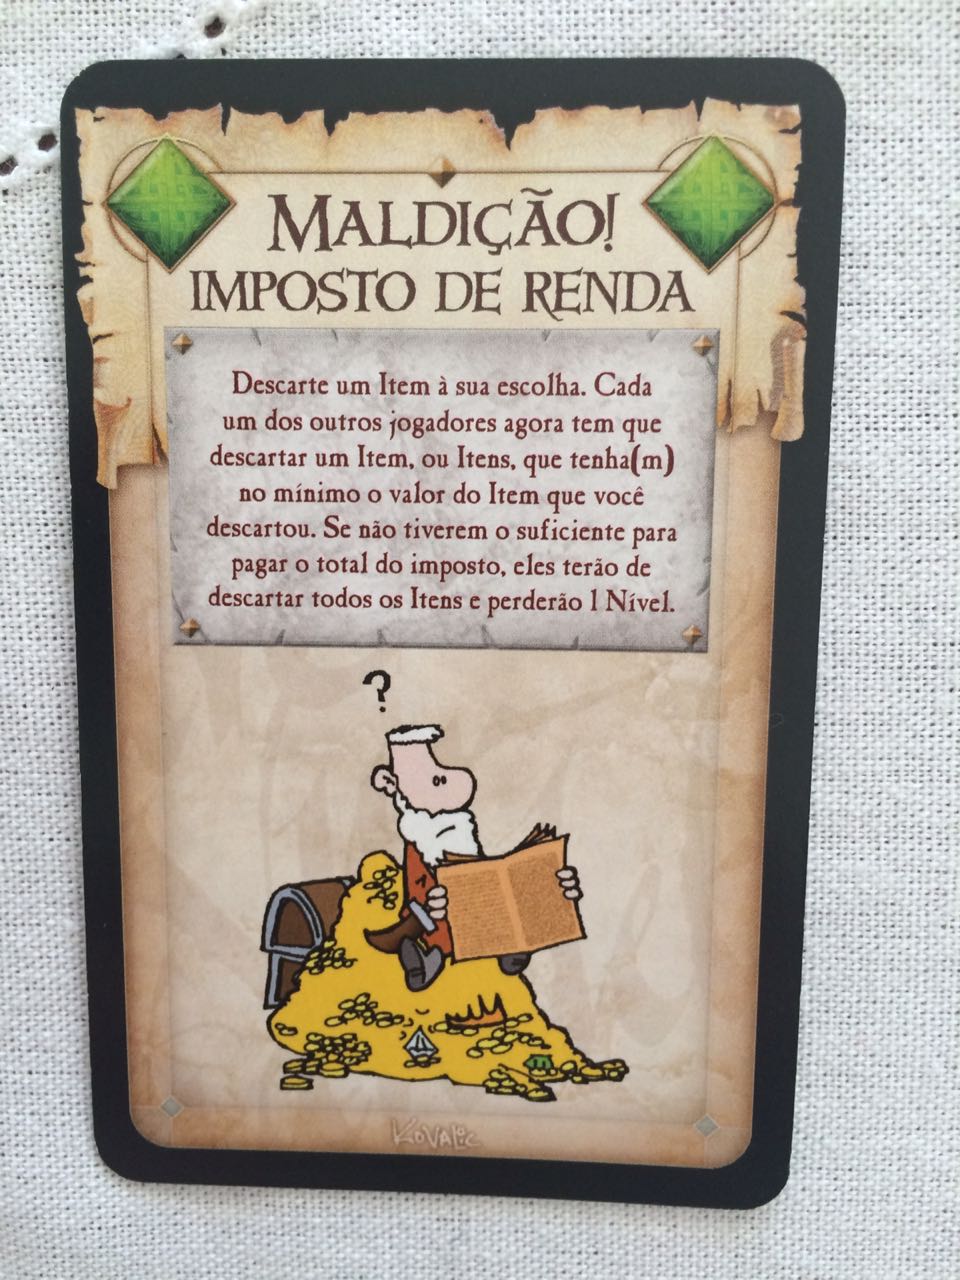 MALDIÇÃO!
IMPOSTO DE RENDA
Descarte um Item à sua escolha. Cada
um dos outros jogadores agora tem que
descartar um Item, ou Itens, que tenha(m)
no mínimo o valor do Item que você
descartou. Se não tiverem o suficiente para
pagar o total do imposto, eles terão de
descartar todos os Itens e perderão 1 Nível.
?
KOVALIC